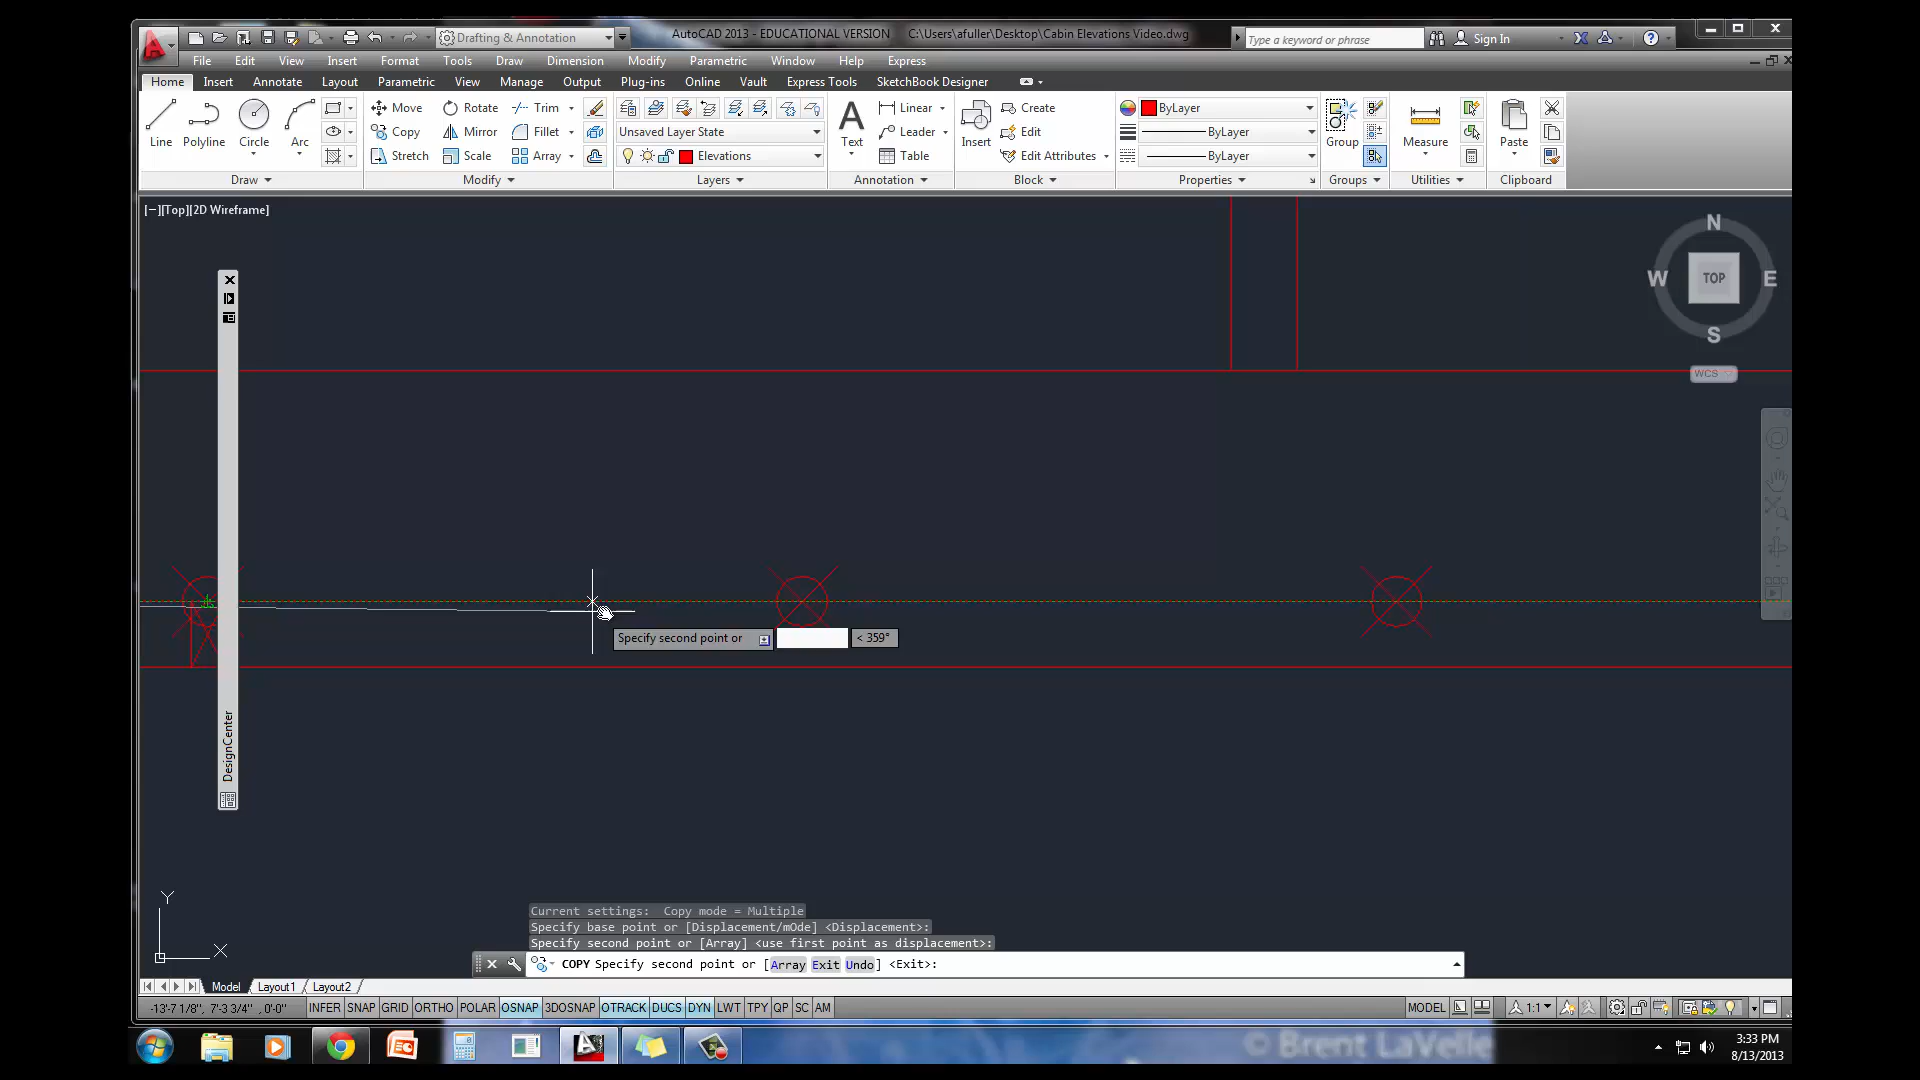 Drafting & Annotation
AutoCAD 2013 - EDUCATIONAL VERSION C:\Users\afuller\Desktop\Cabin Elevations Video.dwg
Type a keyword or phrase
Sign In
File Edit View Insert Format Tools Draw Dimension Modify Parametric Window Help Express
Home Insert Annotate Layout Parametric View Manage Output Plug-ins Online Vault Express Tools SketchBook Designer
Move Rotate Trim Linear Create ByLayer
Copy Mirror Fillet Unsaved Layer State Leader Edit ByLayer
Line Polyline Circle Arc Text Insert Group Measure Paste
Stretch Scale Array Elevations Table Edit Attributes ByLayer
Draw Modify Layers Annotation Block Properties Groups Utilities Clipboard
[−][Top][2D Wireframe]
N
W TOP E
S
WCS
Specify second point or < 359°
DesignCenter
Y
X
Current settings: Copy mode = Multiple
Specify base point or [Displacement/mOde] <Displacement>:
Specify second point or [Array] <use first point as displacement>:
COPY Specify second point or [Array Exit Undo] <Exit>:
Model Layout1 Layout2
-13'-7 1/8", 7'-3 3/4" , 0'-0" INFER SNAP GRID ORTHO POLAR OSNAP 3DOSNAP OTRACK DUCS DYN LWT TPY QP SC AM MODEL 1:1
© Brent LaVelle
3:33 PM
8/13/2013